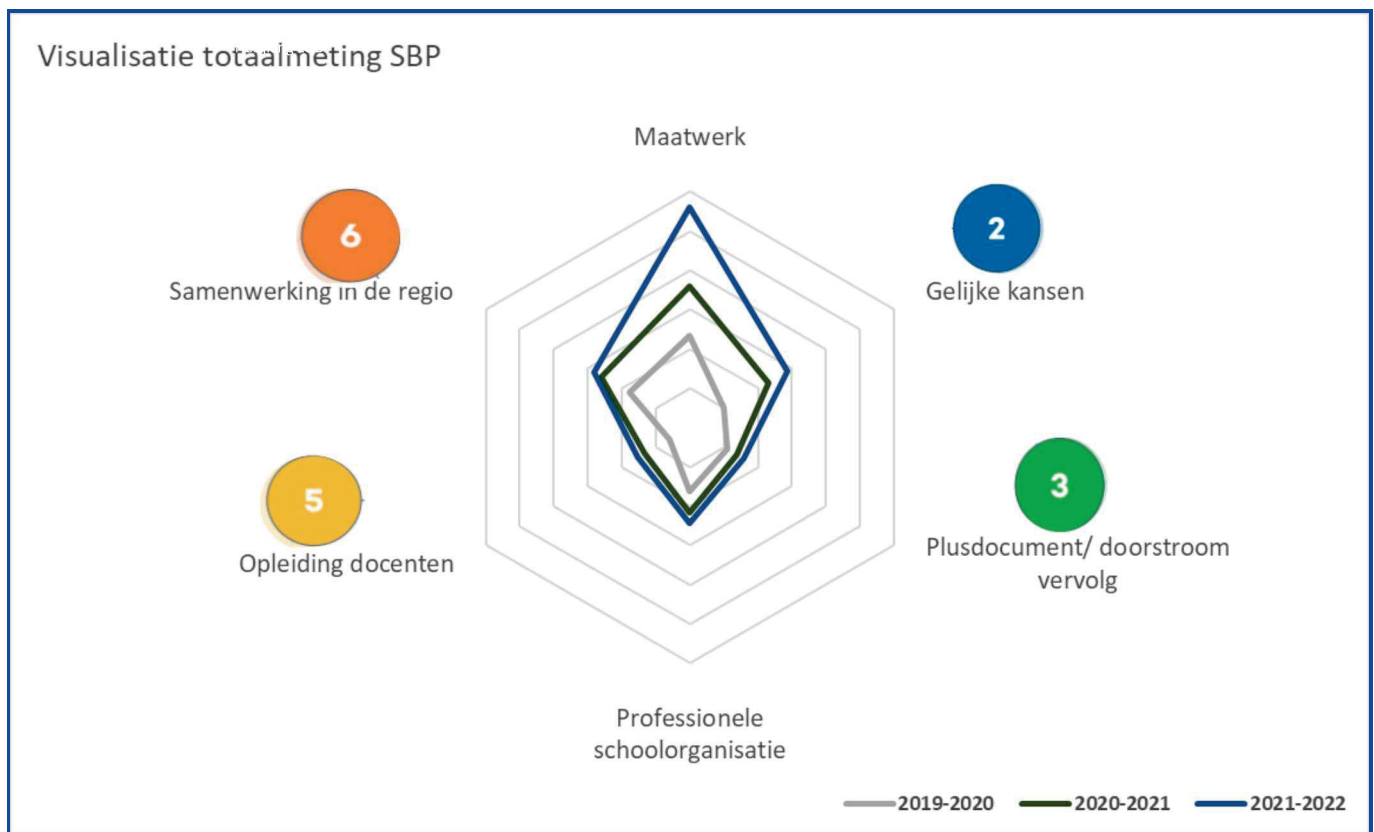 Visualisatie totaalmeting SBP
Maatwerk
6
2
Samenwerking in de regio
Gelijke kansen
5
3
Opleiding docenten
Plusdocument/ doorstroom
vervolg
Professionele
schoolorganisatie
2019-2020
2020-2021
2021-2022